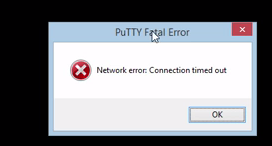 PuTTY Fatal Error
Network error: Connection timed out
OK